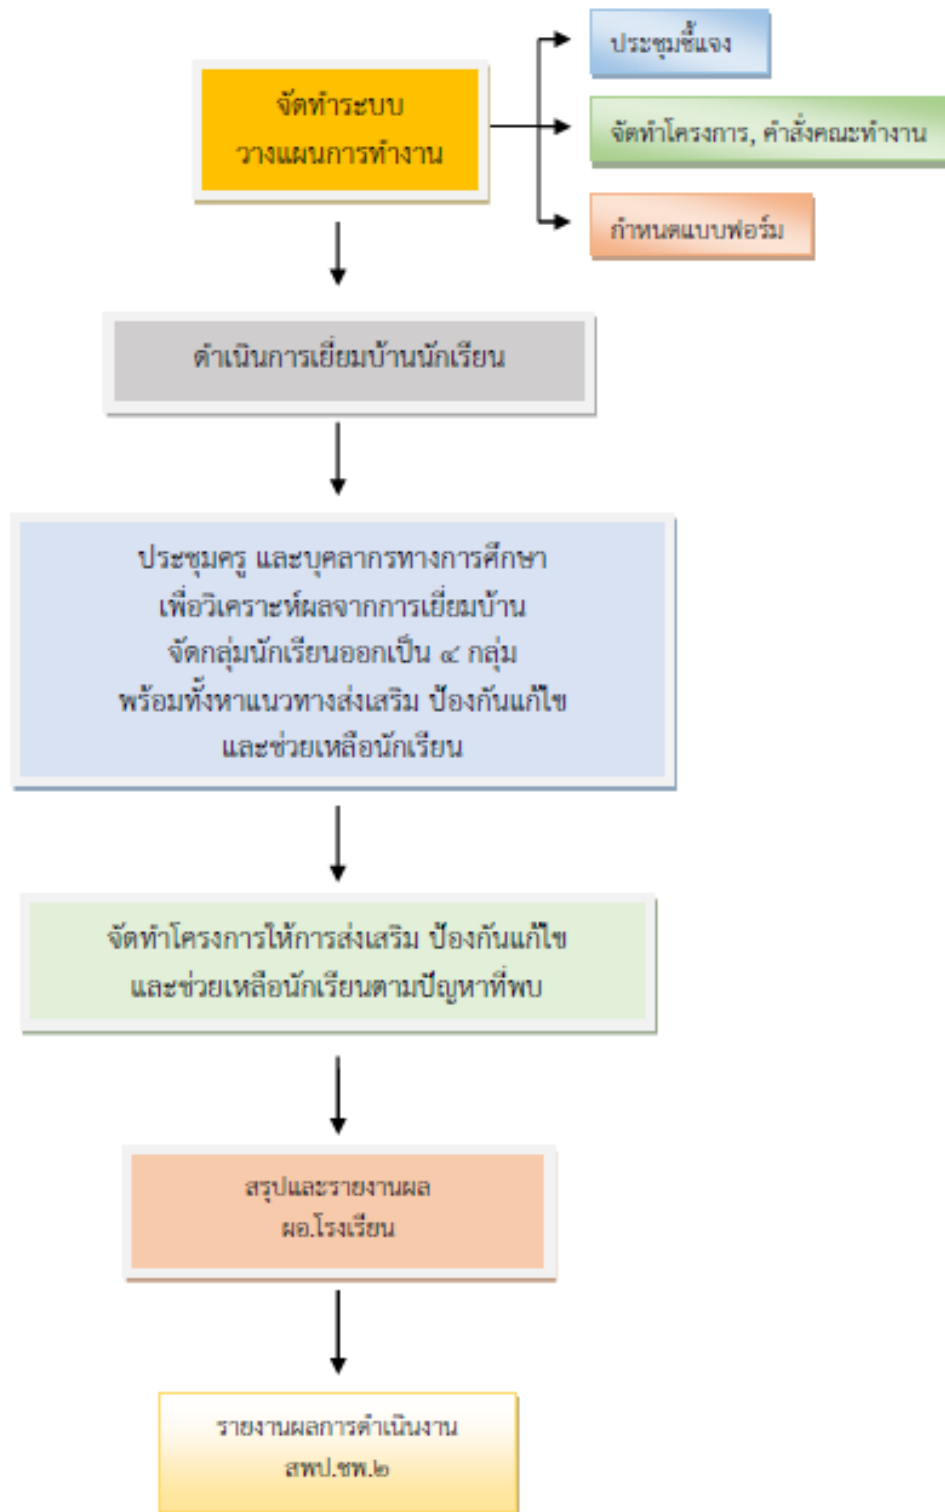 จัดทำระบบ
วางแผนการทำงาน
ประชุมชี้แจง
จัดทำโครงการ, คำสั่งคณะทำงาน
กำหนดแบบฟอร์ม
ดำเนินการเยี่ยมบ้านนักเรียน
ประชุมครู และบุคลากรทางการศึกษา
เพื่อวิเคราะห์ผลจากการเยี่ยมบ้าน
จัดกลุ่มนักเรียนออกเป็น ๔ กลุ่ม
พร้อมทั้งหาแนวทางส่งเสริม ป้องกันแก้ไข
และช่วยเหลือนักเรียน
จัดทำโครงการให้การส่งเสริม ป้องกันแก้ไข
และช่วยเหลือนักเรียนตามปัญหาที่พบ
สรุปและรายงานผล
ผอ.โรงเรียน
รายงานผลการดำเนินงาน
สพป.ชพ.๒